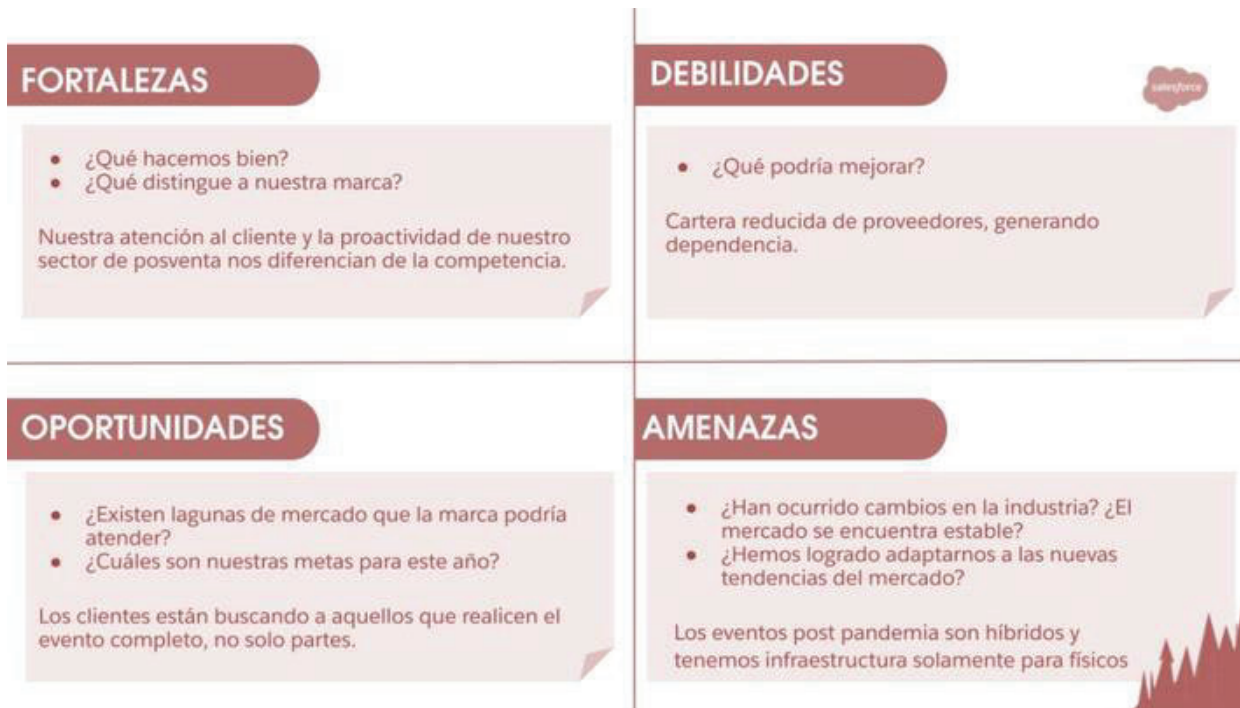 FORTALEZAS
● ¿Qué hacemos bien?
● ¿Qué distingue a nuestra marca?
Nuestra atención al cliente y la proactividad de nuestro
sector de posventa nos diferencian de la competencia.
DEBILIDADES
salesforce
● ¿Qué podría mejorar?
Cartera reducida de proveedores, generando
dependencia.
OPORTUNIDADES
● ¿Existen lagunas de mercado que la marca podría
atender?
● ¿Cuáles son nuestras metas para este año?
Los clientes están buscando a aquellos que realicen el
evento completo, no solo partes.
AMENAZAS
● ¿Han ocurrido cambios en la industria? ¿El
mercado se encuentra estable?
● ¿Hemos logrado adaptarnos a las nuevas
tendencias del mercado?
Los eventos post pandemia son híbridos y
tenemos infraestructura solamente para físicos